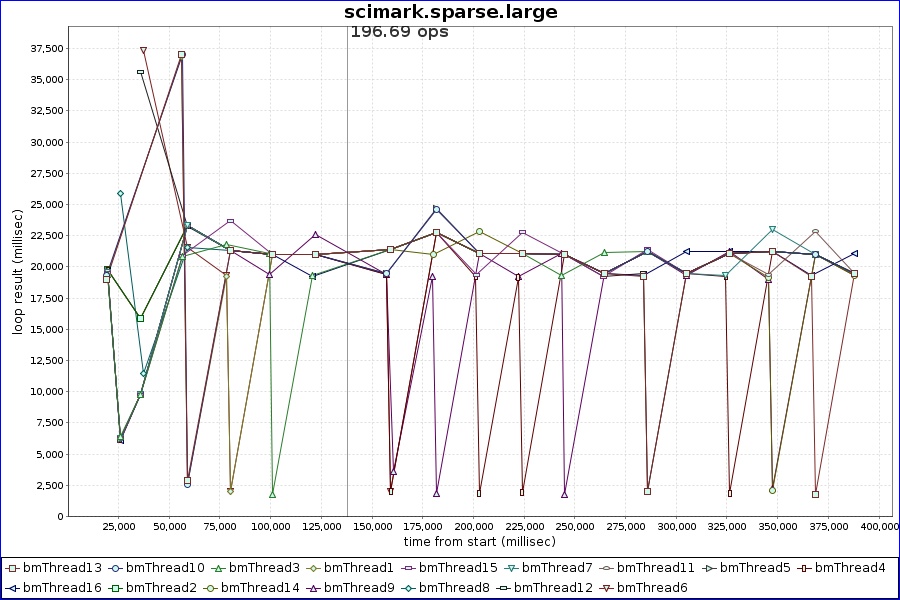 scimark.sparse.large
196.69 ops
loop result (millisec)
37,500
35,000
32,500
30,000
27,500
25,000
22,500
20,000
17,500
15,000
12,500
10,000
7,500
5,000
2,500
0
25,000 50,000 75,000 100,000 125,000 150,000 175,000 200,000 225,000 250,000 275,000 300,000 325,000 350,000 375,000 400,000
time from start (millisec)
bmThread13 bmThread10 bmThread3 bmThread1 bmThread15 bmThread7 bmThread11 bmThread5 bmThread4
bmThread16 bmThread2 bmThread14 bmThread9 bmThread8 bmThread12 bmThread6